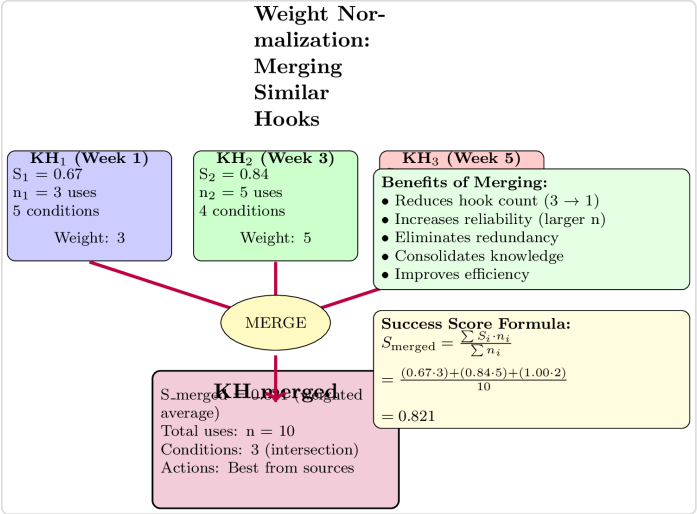 Weight Nor-
malization:
Merging
Similar
Hooks
KH₁ (Week 1)
S₁ = 0.67
n₁ = 3 uses
5 conditions
Weight: 3
KH₂ (Week 3)
S₂ = 0.84
n₂ = 5 uses
4 conditions
Weight: 5
KH₃ (Week 5)
Benefits of Merging:
• Reduces hook count (3 → 1)
• Increases reliability (larger n)
• Eliminates redundancy
• Consolidates knowledge
• Improves efficiency
MERGE
Success Score Formula:
S_merged = ∑ Sᵢ·nᵢ / ∑ nᵢ
= (0.67·3)+(0.84·5)+(1.00·2) / 10
= 0.821
KH_merged
S_merged = (weighted
average)
Total uses: n = 10
Conditions: 3 (intersection)
Actions: Best from sources